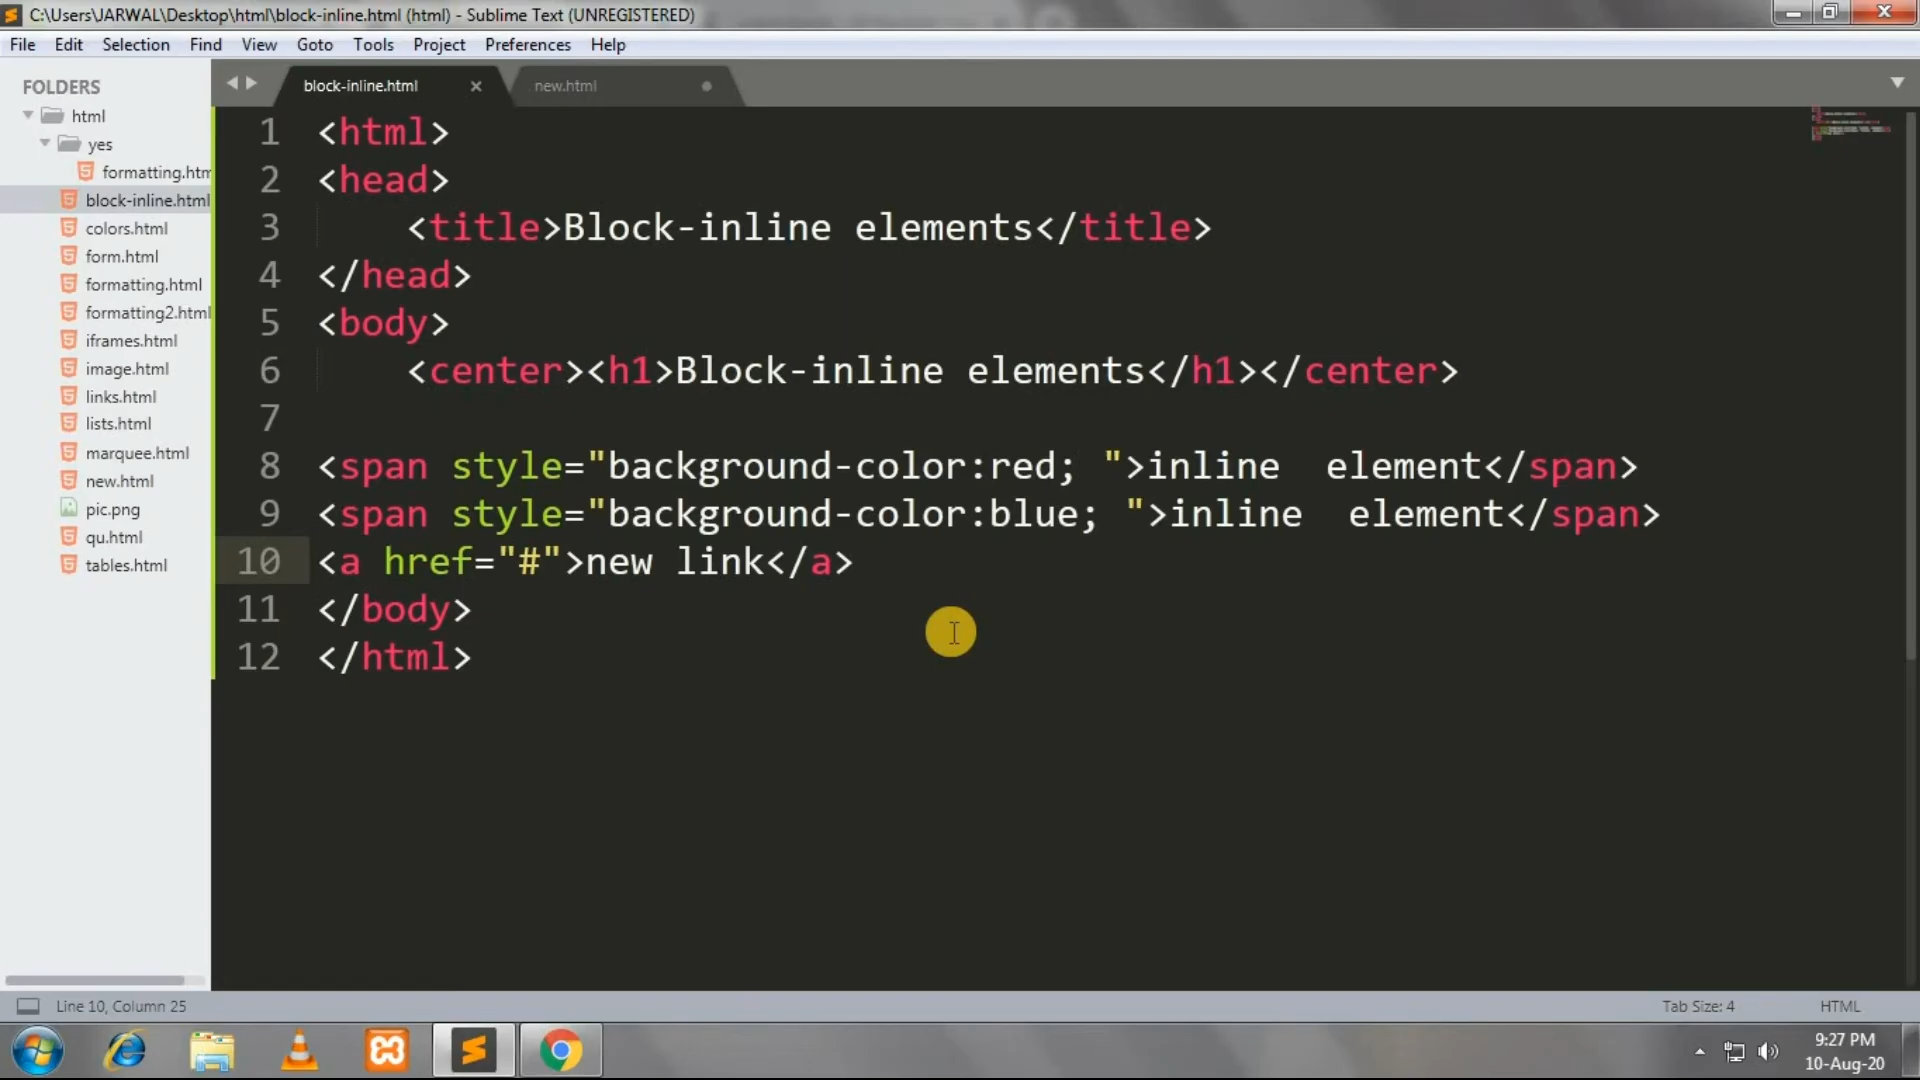 C:\Users\JARWAL\Desktop\html\block-inline.html (html) - Sublime Text (UNREGISTERED)
File Edit Selection Find View Goto Tools Project Preferences Help
FOLDERS
html
yes
formatting.htm
block-inline.html
colors.html
form.html
formatting.html
formatting2.html
iframes.html
image.html
links.html
lists.html
marquee.html
new.html
pic.png
qu.html
tables.html
block-inline.html
new.html
1 <html>
2 <head>
3 <title>Block-inline elements</title>
4 </head>
5 <body>
6 <center><h1>Block-inline elements</h1></center>
7
8 <span style="background-color:red; ">inline  element</span>
9 <span style="background-color:blue; ">inline  element</span>
10 <a href="#">new link</a>
11 </body>
12 </html>
Line 10, Column 25
Tab Size: 4
HTML
9:27 PM
10-Aug-20